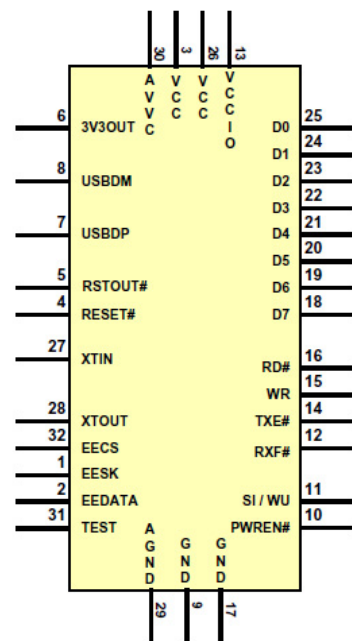 30 3 26 13
AVVC VCC VCC VCCIO
6 3V3OUT D0 25
D1 24
8 USBDM D2 23
D3 22
7 USBDP D4 21
D5 20
5 RSTOUT# D6 19
4 RESET# D7 18
27 XTIN RD# 16
WR 15
28 XTOUT TXE# 14
32 EECS RXF# 12
1 EESK
2 EEDATA SI / WU 11
31 TEST PWREN# 10
AGND GND GND
29 9 17